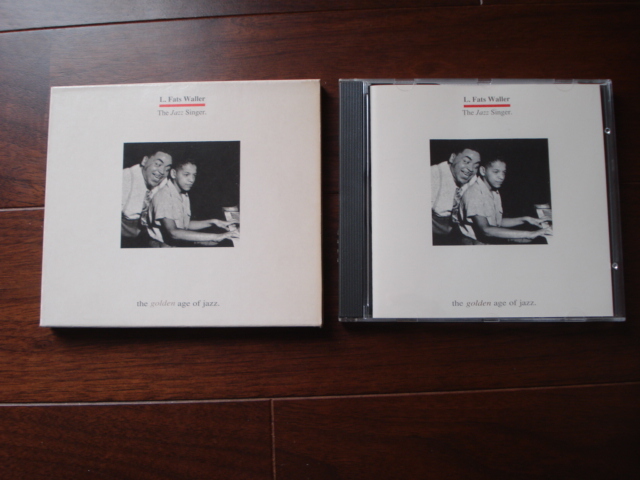 L. Fats Waller
The Jazz Singer.
the golden age of jazz.
L. Fats Waller
The Jazz Singer.
the golden age of jazz.